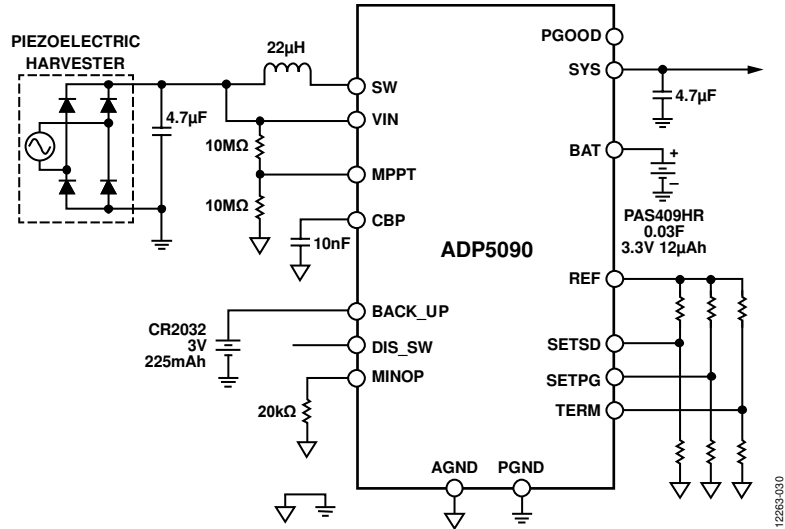 PIEZOELECTRIC
HARVESTER
22µH
4.7µF
10MΩ
10MΩ
10nF
SW
VIN
MPPT
CBP
ADP5090
PGOOD
SYS
4.7µF
BAT
+
–
PAS409HR
0.03F
3.3V 12µAh
REF
CR2032
3V
225mAh
BACK_UP
DIS_SW
MINOP
20kΩ
SETSD
SETPG
TERM
AGND
PGND
12263-030